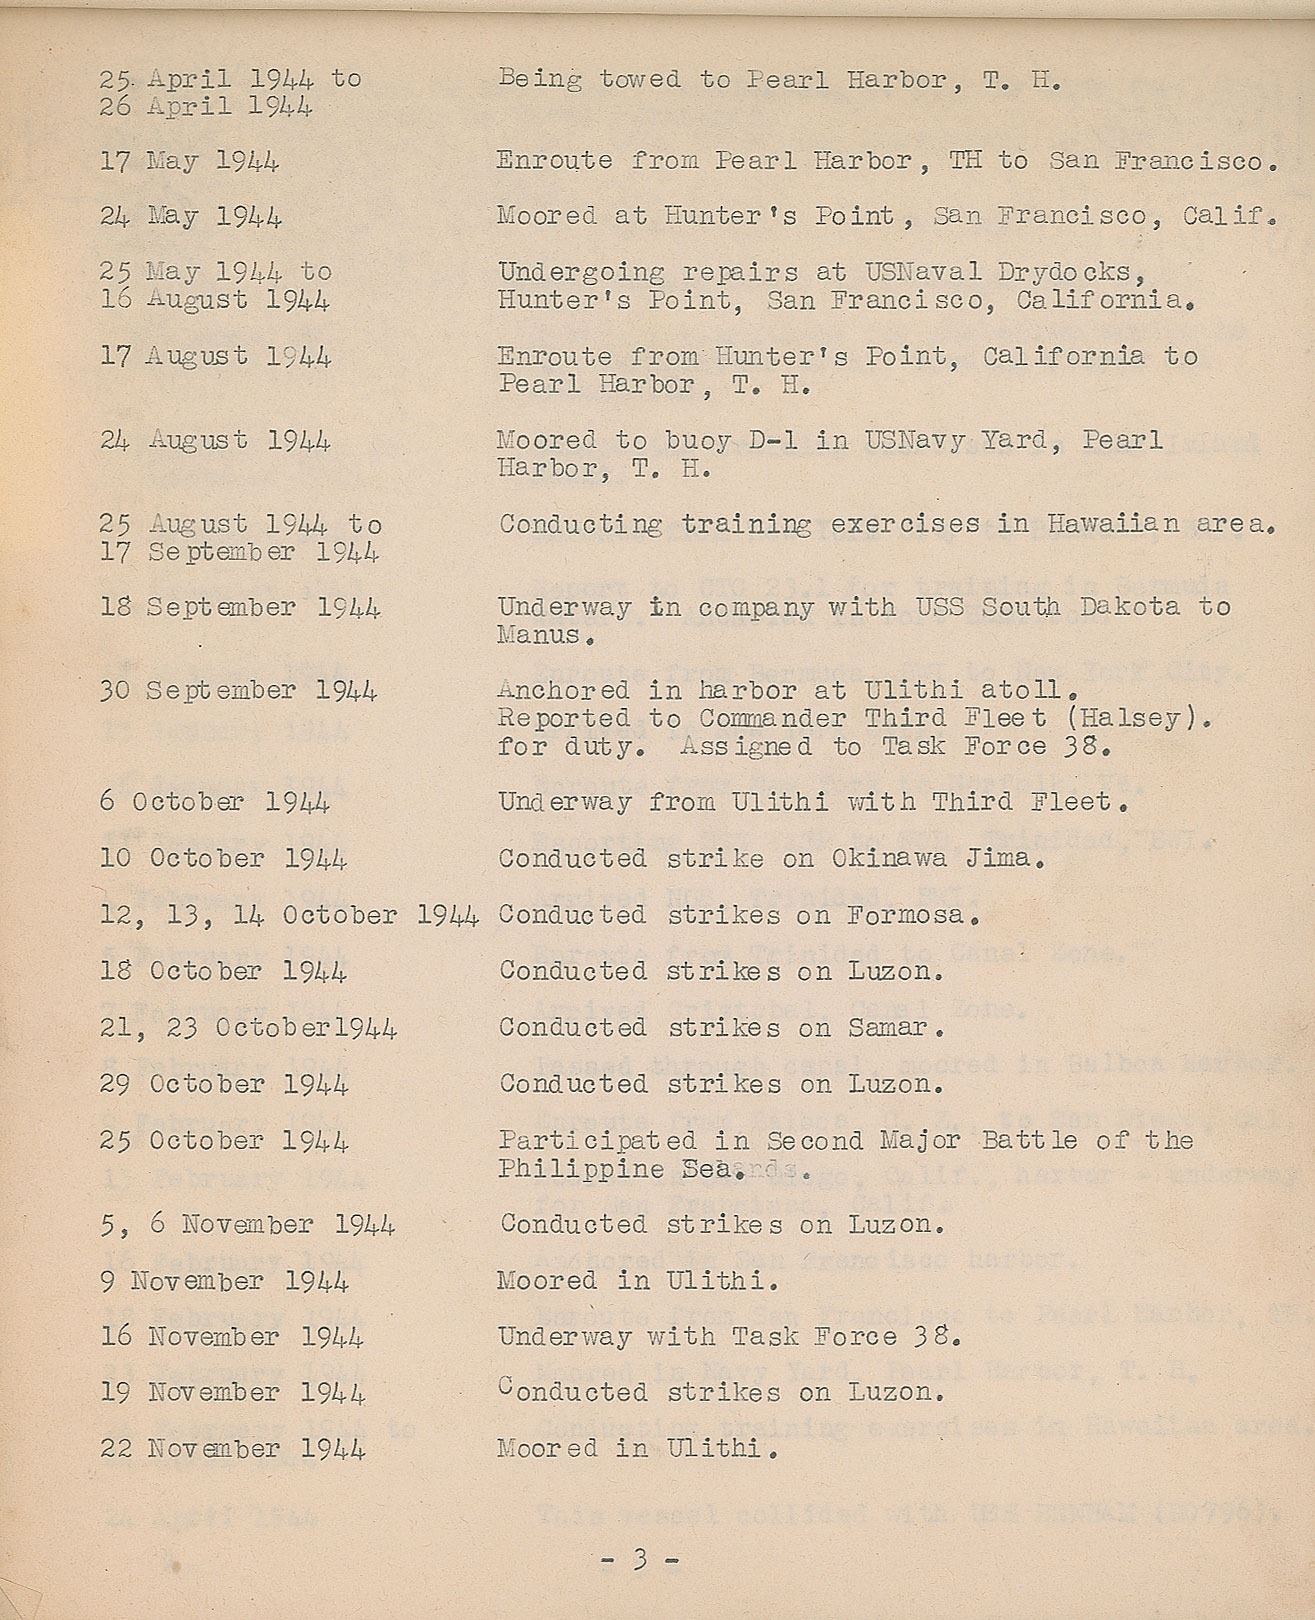 25 April 1944 to Being towed to Pearl Harbor, T. H.
26 April 1944
17 May 1944 Enroute from Pearl Harbor, TH to San Francisco.
24 May 1944 Moored at Hunter's Point, San Francisco, Calif.
25 May 1944 to Undergoing repairs at USNaval Drydocks,
16 August 1944 Hunter's Point, San Francisco, California.
17 August 1944 Enroute from Hunter's Point, California to
Pearl Harbor, T. H.
24 August 1944 Moored to buoy D-1 in USNavy Yard, Pearl
Harbor, T. H.
25 August 1944 to Conducting training exercises in Hawaiian area.
17 September 1944
18 September 1944 Underway in company with USS South Dakota to
Manus.
30 September 1944 Anchored in harbor at Ulithi atoll.
Reported to Commander Third Fleet (Halsey).
for duty. Assigned to Task Force 38.
6 October 1944 Underway from Ulithi with Third Fleet.
10 October 1944 Conducted strike on Okinawa Jima.
12, 13, 14 October 1944 Conducted strikes on Formosa.
18 October 1944 Conducted strikes on Luzon.
21, 23 October1944 Conducted strikes on Samar.
29 October 1944 Conducted strikes on Luzon.
25 October 1944 Participated in Second Major Battle of the
Philippine Sea.
5, 6 November 1944 Conducted strikes on Luzon.
9 November 1944 Moored in Ulithi.
16 November 1944 Underway with Task Force 38.
19 November 1944 Conducted strikes on Luzon.
22 November 1944 Moored in Ulithi.
- 3 -